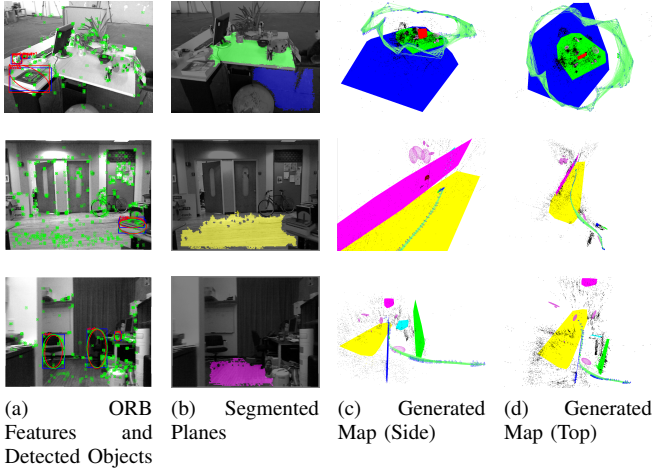 (a) ORB
Features and
Detected Objects
(b) Segmented
Planes
(c) Generated
Map (Side)
(d) Generated
Map (Top)